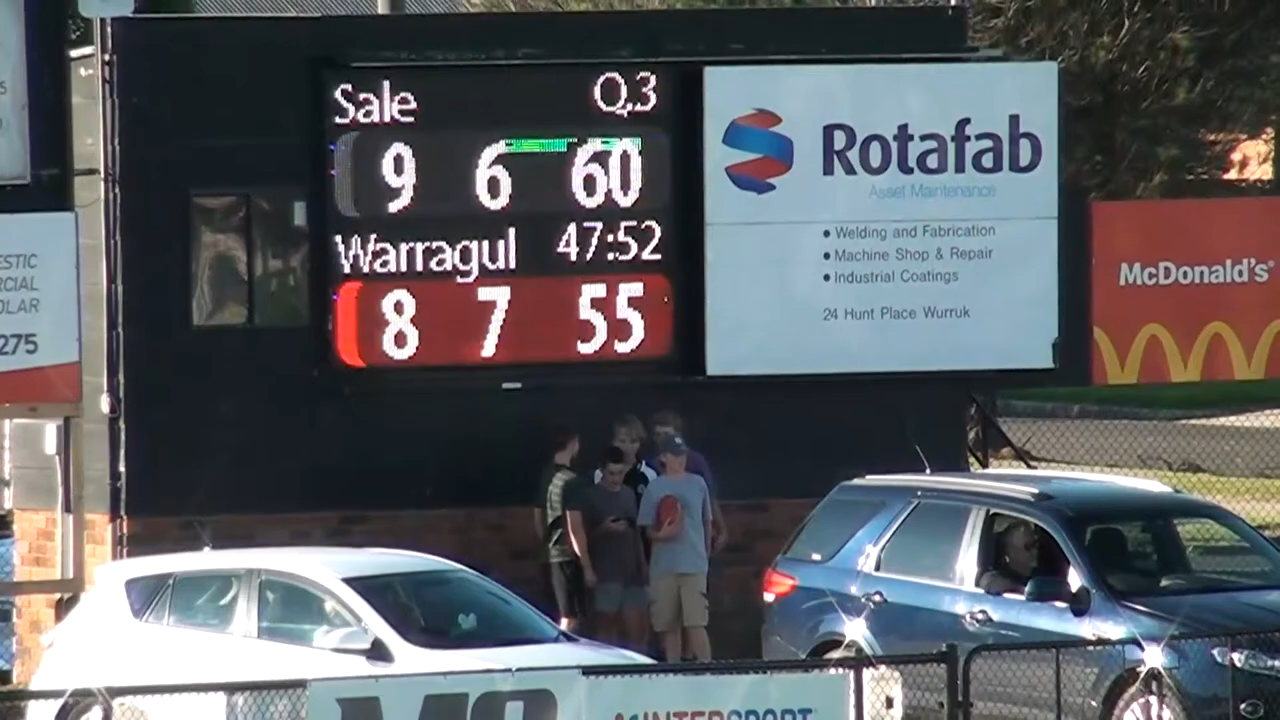 Sale Q.3
9 6 60
Warragul 47:52
8 7 55
Rotafab
Asset Maintenance
• Welding and Fabrication
• Machine Shop & Repair
• Industrial Coatings
24 Hunt Place Wurruk
McDonald's®
ESTIC
RCIAL
OLAR
275
INTERSPORT